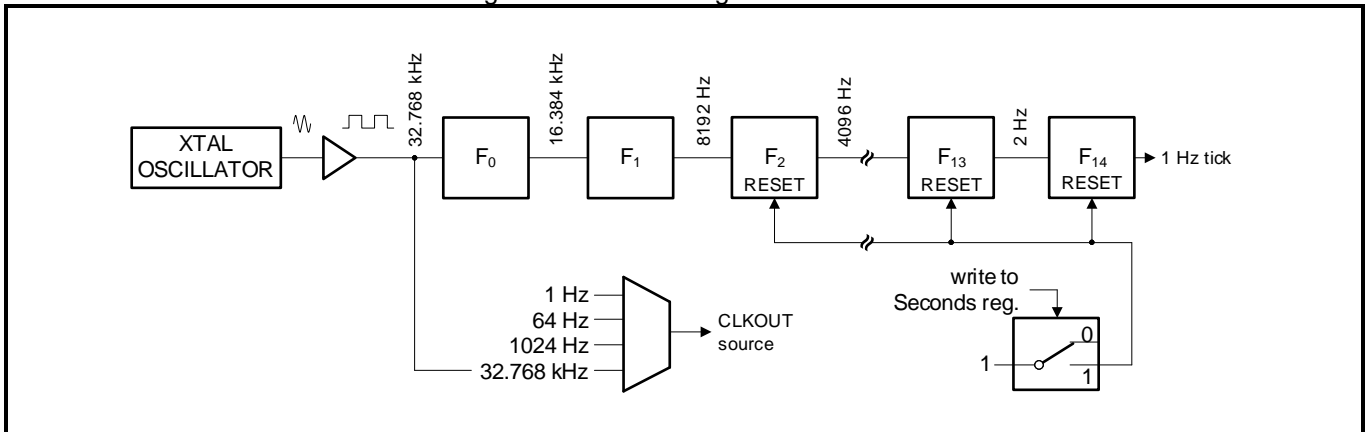 32.768 kHz
16.384 kHz
8192 Hz
4096 Hz
2 Hz
XTAL
OSCILLATOR
F0
F1
F2
RESET
F13
RESET
F14
RESET
1 Hz tick
1 Hz
64 Hz
1024 Hz
32.768 kHz
CLKOUT
source
write to
Seconds reg.
0
1
1